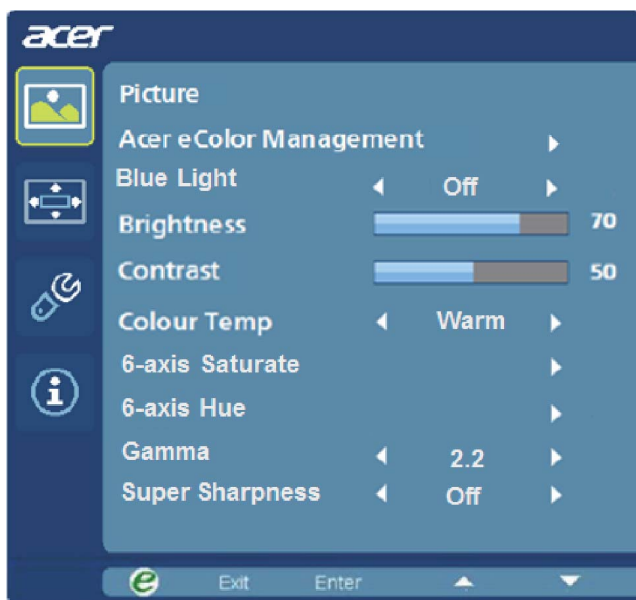 acer
Picture
Acer eColor Management
Blue Light Off
Brightness 70
Contrast 50
Colour Temp Warm
6-axis Saturate
6-axis Hue
Gamma 2.2
Super Sharpness Off
e Exit Enter